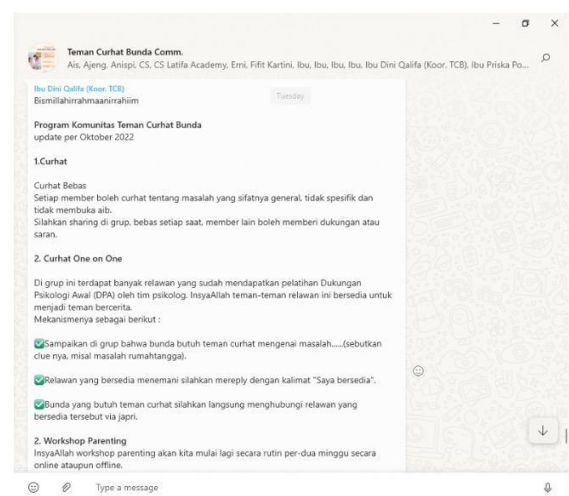 Teman Curhat Bunda Comm.
Ais, Ajeng, Anispi, CS, CS Latifa Academy, Erni, Fifit Kartini, Ibu, Ibu, Ibu, Ibu, Ibu Dini Qalifa (Koor. TCB), Ibu Priska Po...
Ibu Dini Qalifa (Koor. TCB)
Tuesday
Bismillahirrahmaanirrahiim
Program Komunitas Teman Curhat Bunda
update per Oktober 2022
1.Curhat
Curhat Bebas
Setiap member boleh curhat tentang masalah yang sifatnya general, tidak spesifik dan
tidak membuka aib.
Silahkan sharing di grup, bebas setiap saat, member lain boleh memberi dukungan atau
saran.
2. Curhat One on One
Di grup ini terdapat banyak relawan yang sudah mendapatkan pelatihan Dukungan
Psikologi Awal (DPA) oleh tim psikolog. InsyaAllah teman-teman relawan ini bersedia untuk
menjadi teman bercerita.
Mekanismenya sebagai berikut :
✅Sampaikan di grup bahwa bunda butuh teman curhat mengenai masalah......(sebutkan
clue nya, misal masalah rumahtangga).
✅Relawan yang bersedia menemani silahkan mereply dengan kalimat "Saya bersedia".
✅Bunda yang butuh teman curhat silahkan langsung menghubungi relawan yang
bersedia tersebut via japri.
2. Workshop Parenting
InsyaAllah workshop parenting akan kita mulai lagi secara rutin per-dua minggu secara
online ataupun offline.
Type a message